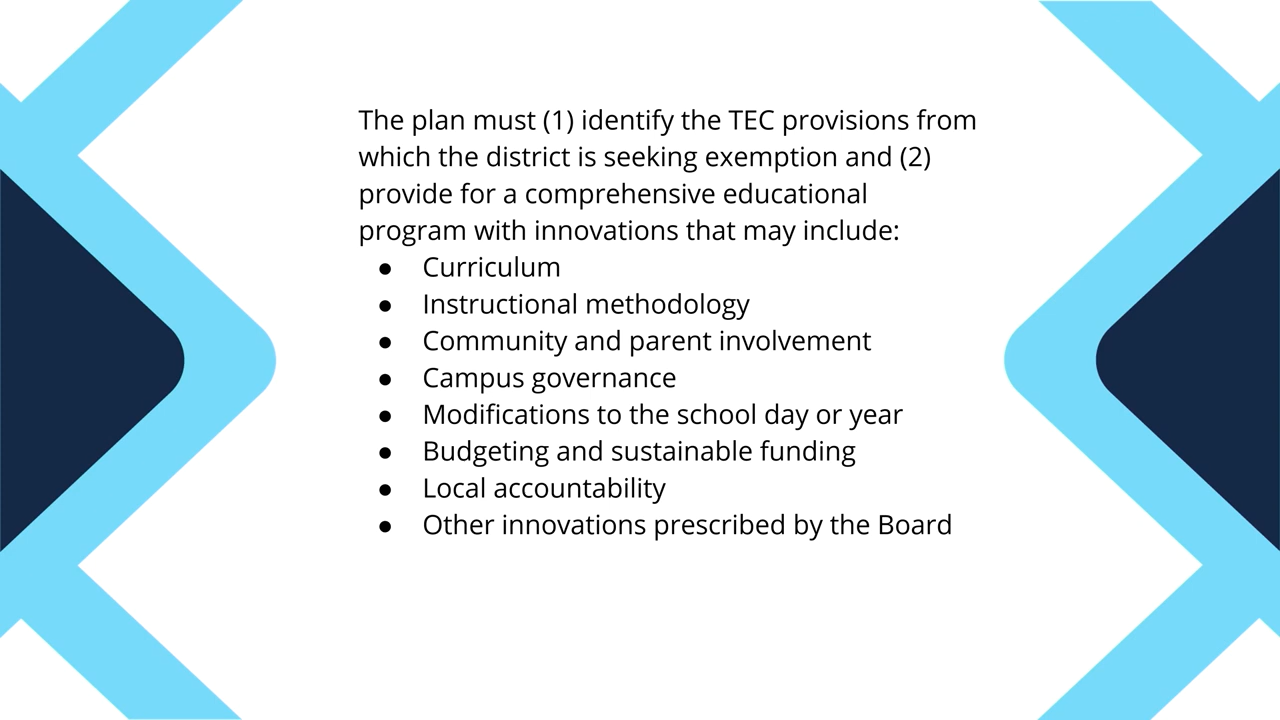 The plan must (1) identify the TEC provisions from
which the district is seeking exemption and (2)
provide for a comprehensive educational
program with innovations that may include:
● Curriculum
● Instructional methodology
● Community and parent involvement
● Campus governance
● Modifications to the school day or year
● Budgeting and sustainable funding
● Local accountability
● Other innovations prescribed by the Board